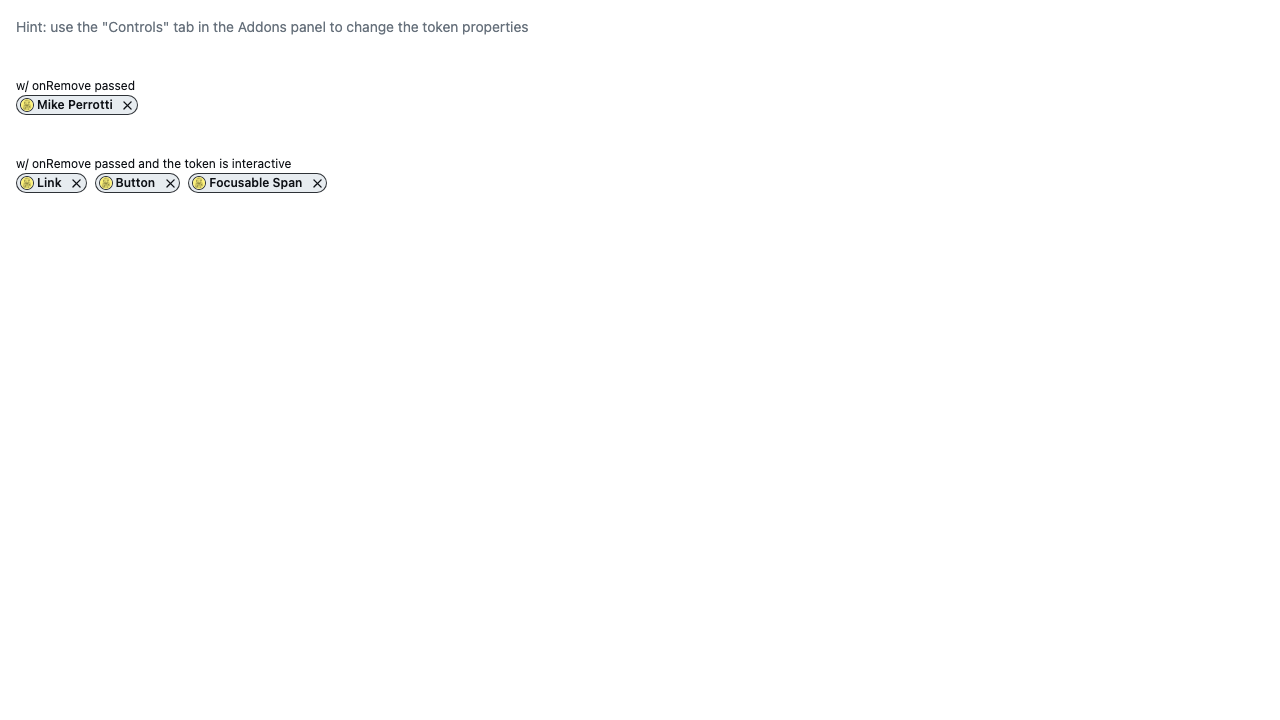 Hint: use the "Controls" tab in the Addons panel to change the token properties
w/ onRemove passed
Mike Perrotti
w/ onRemove passed and the token is interactive
Link Button Focusable Span